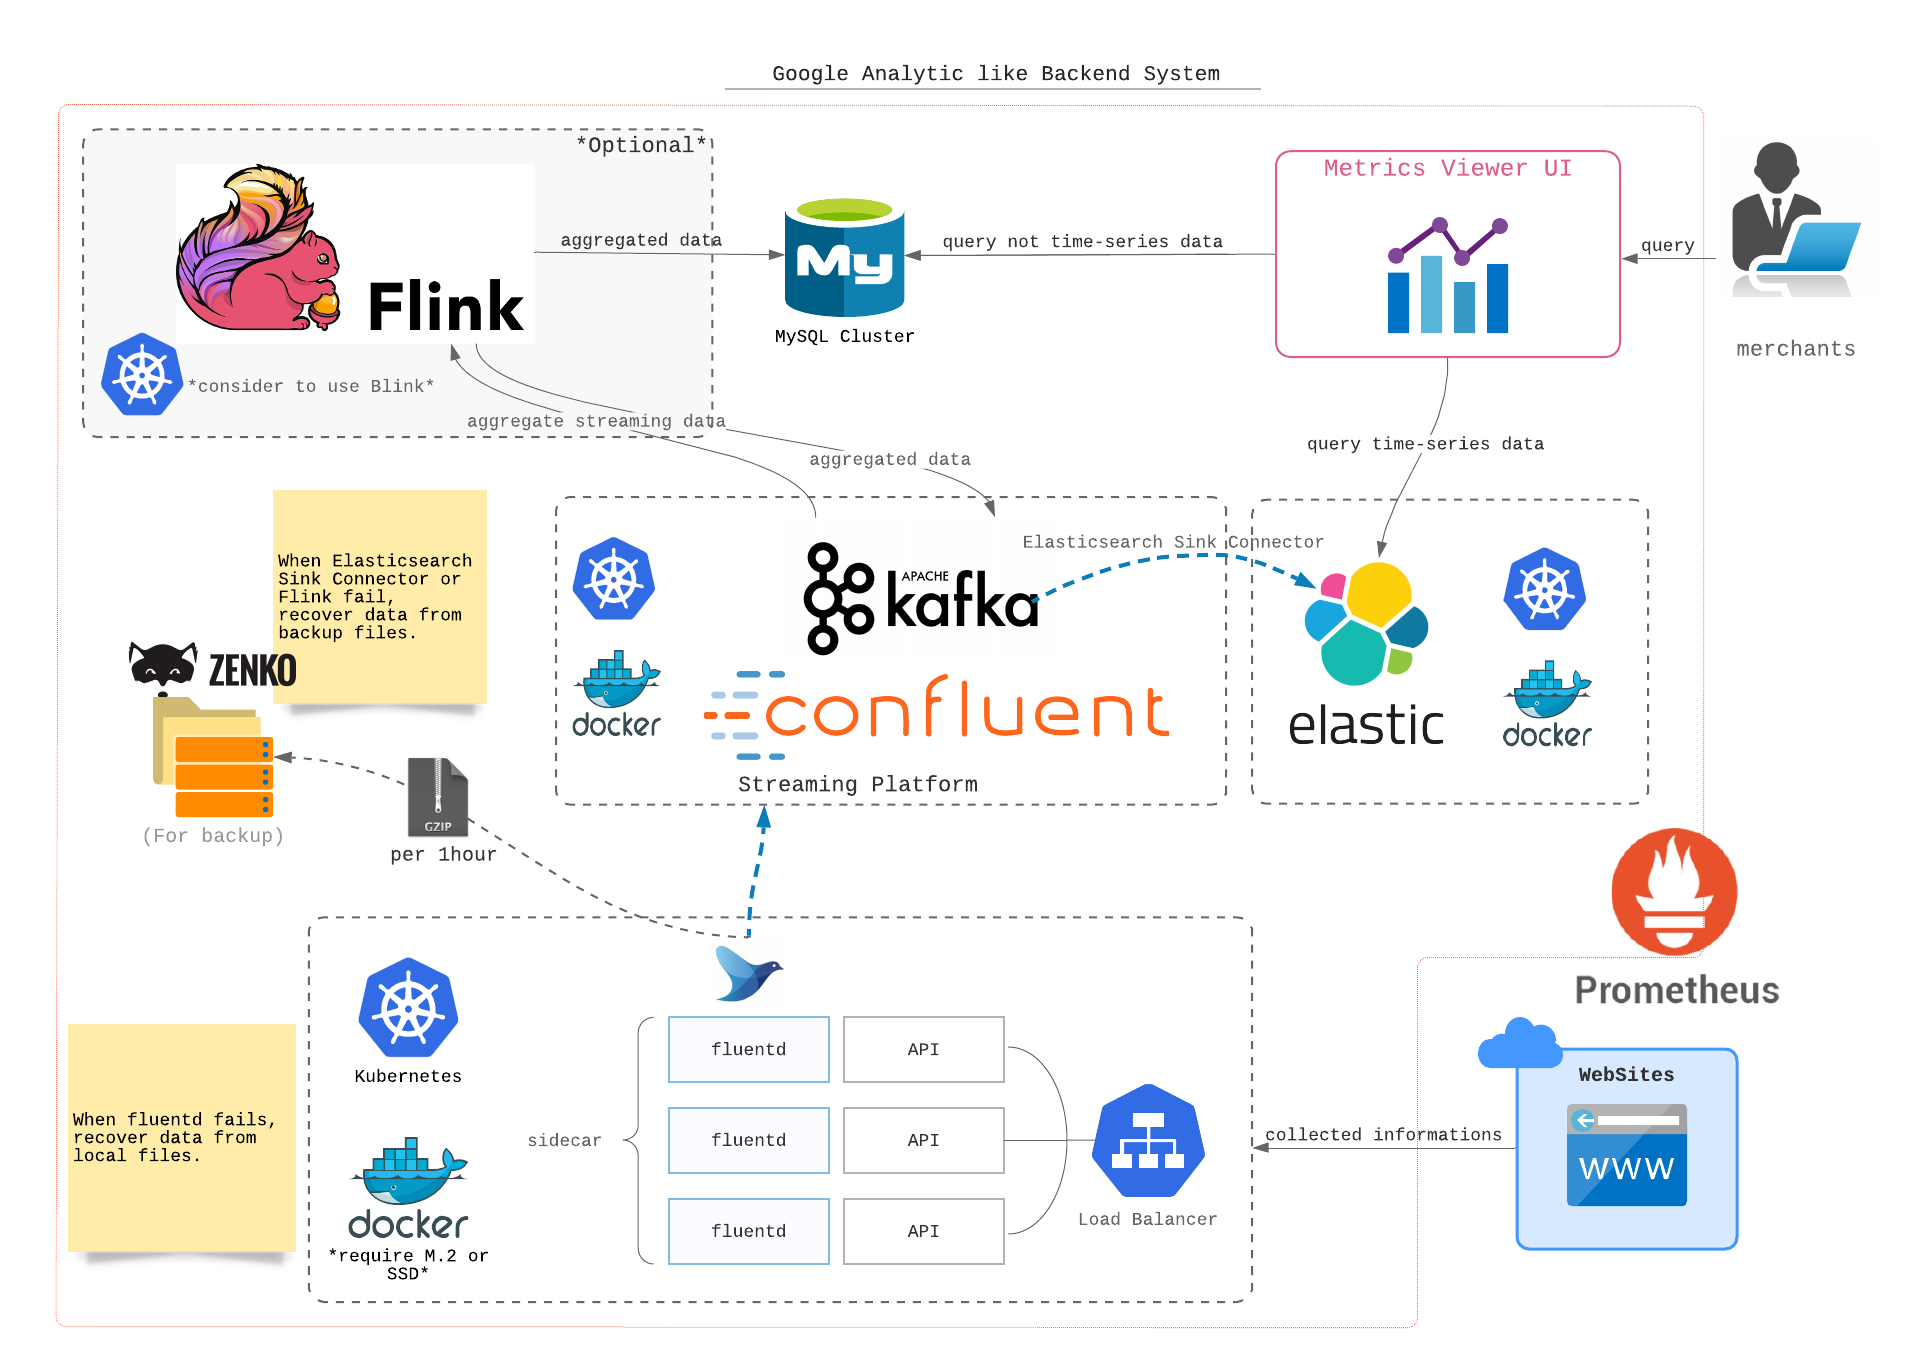 Google Analytic like Backend System
*Optional*
Flink
*consider to use Blink*
aggregated data
My
MySQL Cluster
query not time-series data
Metrics Viewer UI
query
merchants
aggregate streaming data
aggregated data
query time-series data
When Elasticsearch
Sink Connector or
Flink fail,
recover data from
backup files.
ZENKO
(For backup)
GZIP
per 1hour
docker
APACHE
kafka
confluent
Streaming Platform
Elasticsearch Sink Connector
elastic
docker
Prometheus
When fluentd fails,
recover data from
local files.
Kubernetes
docker
*require M.2 or
SSD*
sidecar
fluentd
API
fluentd
API
fluentd
API
Load Balancer
collected informations
WebSites
WWW